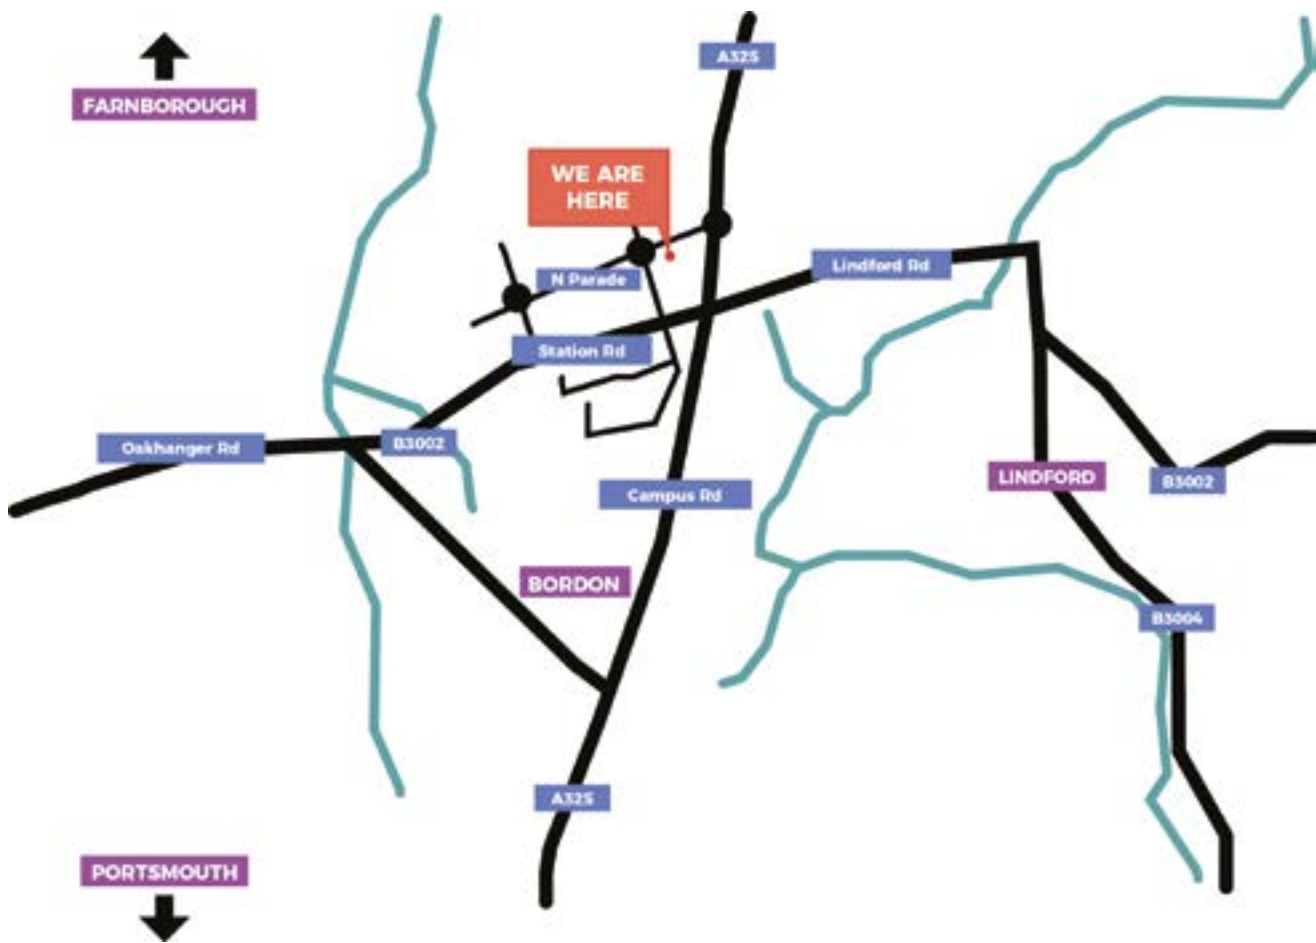 A325
FARNBOROUGH
WE ARE
HERE
N Parade
Lindford Rd
Station Rd
Oakhanger Rd
B3002
LINDFORD
B3002
Campus Rd
BORDON
B3004
A325
PORTSMOUTH